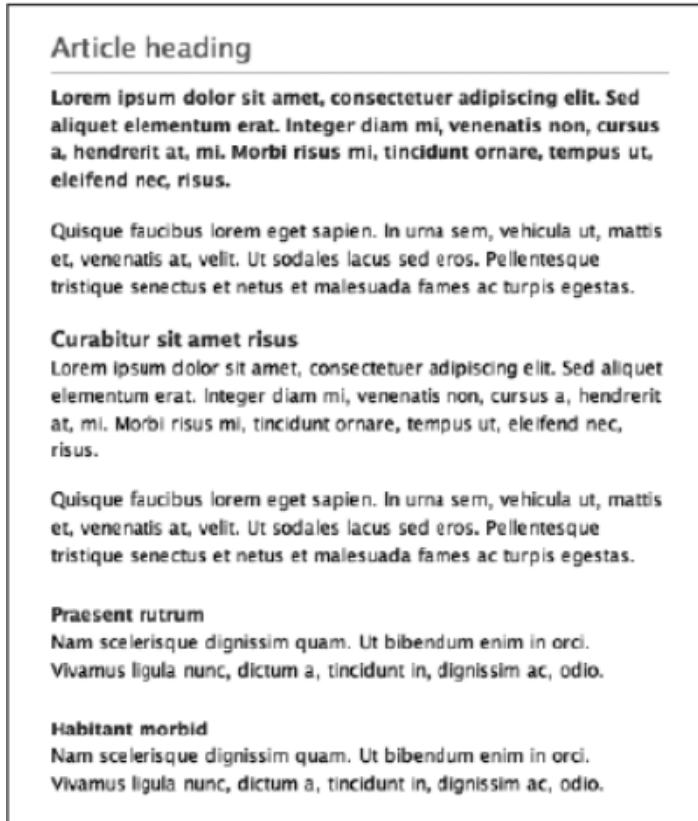 Article heading
Lorem ipsum dolor sit amet, consectetuer adipiscing elit. Sed
aliquet elementum erat. Integer diam mi, venenatis non, cursus
a, hendrerit at, mi. Morbi risus mi, tincidunt ornare, tempus ut,
eleifend nec, risus.
Quisque faucibus lorem eget sapien. In urna sem, vehicula ut, mattis
et, venenatis at, velit. Ut sodales lacus sed eros. Pellentesque
tristique senectus et netus et malesuada fames ac turpis egestas.
Curabitur sit amet risus
Lorem ipsum dolor sit amet, consectetuer adipiscing elit. Sed aliquet
elementum erat. Integer diam mi, venenatis non, cursus a, hendrerit
at, mi. Morbi risus mi, tincidunt ornare, tempus ut, eleifend nec,
risus.
Quisque faucibus lorem eget sapien. In urna sem, vehicula ut, mattis
et, venenatis at, velit. Ut sodales lacus sed eros. Pellentesque
tristique senectus et netus et malesuada fames ac turpis egestas.
Praesent rutrum
Nam scelerisque dignissim quam. Ut bibendum enim in orci.
Vivamus ligula nunc, dictum a, tincidunt in, dignissim ac, odio.
Habitant morbid
Nam scelerisque dignissim quam. Ut bibendum enim in orci.
Vivamus ligula nunc, dictum a, tincidunt in, dignissim ac, odio.